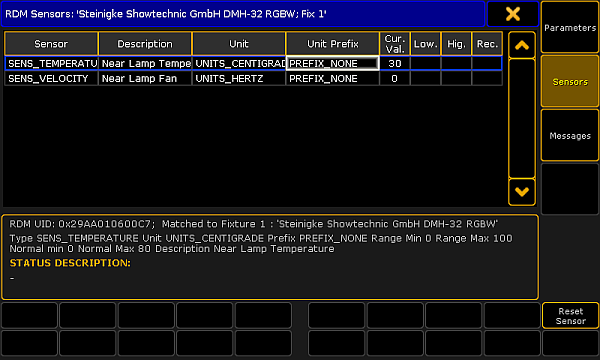 RDM Sensors: 'Steinigke Showtechnic GmbH DMH-32 RGBW; Fix 1'
Parameters
Sensor Description Unit Unit Prefix Cur. Val. Low. Hig. Rec.
SENS_TEMPERATU Near Lamp Tempe UNITS_CENTIGRAD PREFIX_NONE 30
SENS_VELOCITY Near Lamp Fan UNITS_HERTZ PREFIX_NONE 0
Sensors
Messages
RDM UID: 0x29AA010600C7; Matched to Fixture 1 : 'Steinigke Showtechnic GmbH DMH-32 RGBW'
Type SENS_TEMPERATURE Unit UNITS_CENTIGRADE Prefix PREFIX_NONE Range Min 0 Range Max 100
Normal min 0 Normal Max 80 Description Near Lamp Temperature
STATUS DESCRIPTION:
-
Reset
Sensor